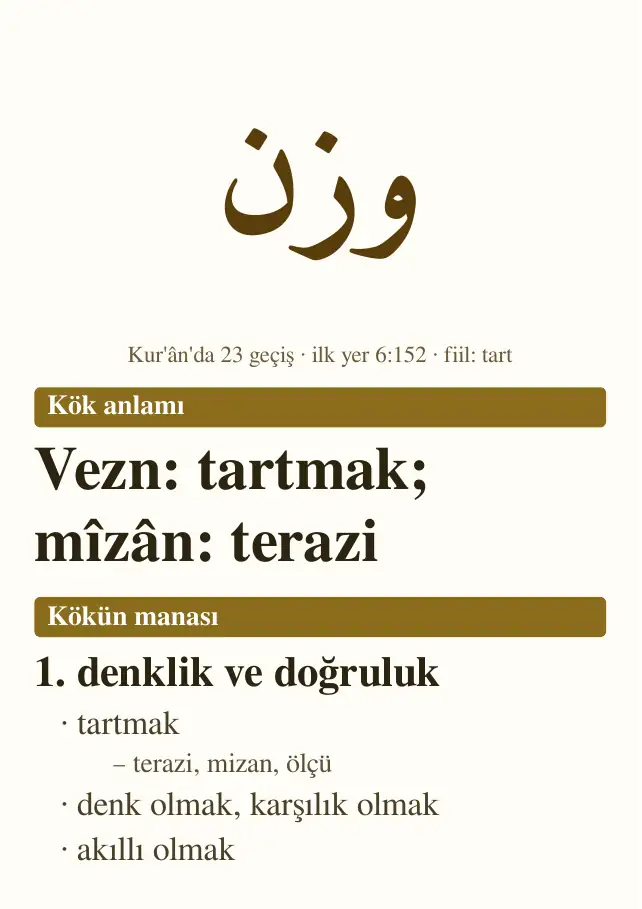 وزن
Kur'ân'da 23 geçiş · ilk yer 6:152 · fiil: tart
Kök anlamı
Vezn: tartmak;
mîzân: terazi
Kökün manası
1. denklik ve doğruluk
· tartmak
– terazi, mizan, ölçü
· denk olmak, karşılık olmak
· akıllı olmak